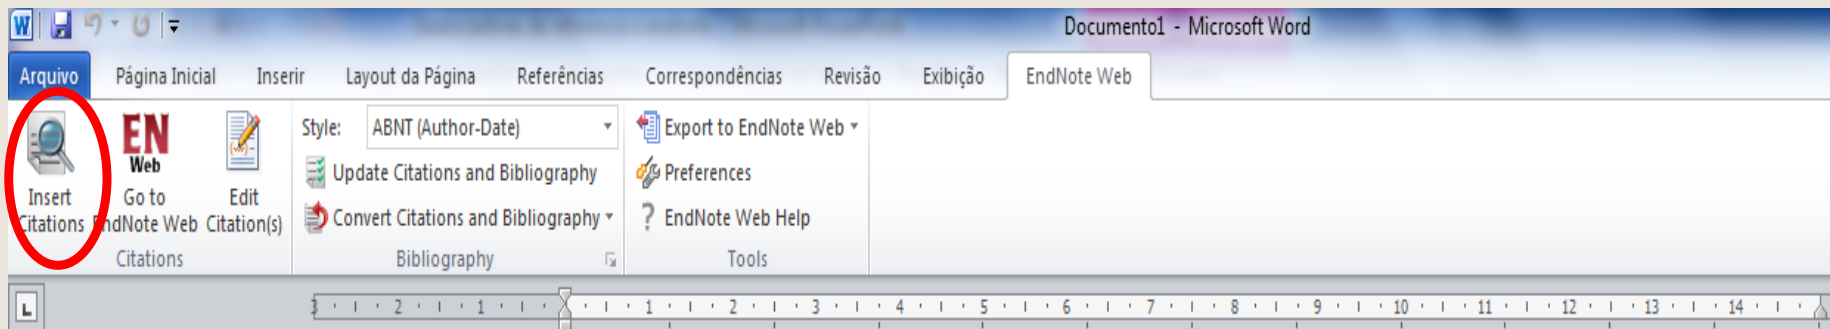 W
Documento1 - Microsoft Word
Arquivo Página Inicial Inserir Layout da Página Referências Correspondências Revisão Exibição EndNote Web
Insert Citations
EN Web
Go to EndNote Web
Edit Citation(s)
Citations
Style: ABNT (Author-Date)
Update Citations and Bibliography
Convert Citations and Bibliography
Bibliography
Export to EndNote Web
Preferences
? EndNote Web Help
Tools
L
3 2 1 1 2 3 4 5 6 7 8 9 10 11 12 13 14